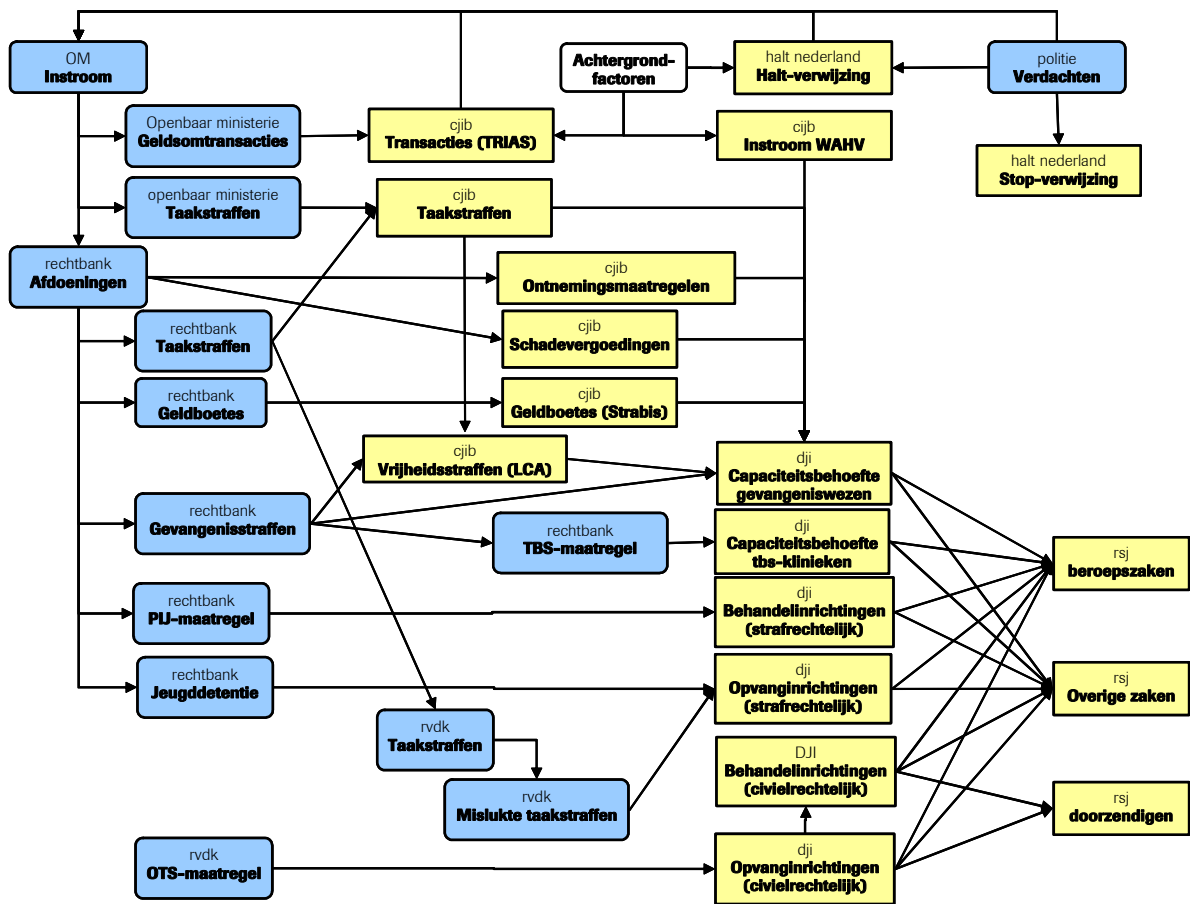 OM
Instroom
Achtergrond-
factoren
halt nederland
Halt-verwijzing
politie
Verdachten
Openbaar ministerie
Geldsomtransacties
cjib
Transacties (TRIAS)
cijb
Instroom WAHV
halt nederland
Stop-verwijzing
openbaar ministerie
Taakstraffen
cjib
Taakstraffen
rechtbank
Afdoeningen
cjib
Ontnemingsmaatregelen
rechtbank
Taakstraffen
cjib
Schadevergoedingen
rechtbank
Geldboetes
cjib
Geldboetes (Strabis)
cjib
Vrijheidsstraffen (LCA)
dji
Capaciteitsbehoefte
gevangeniswezen
rechtbank
Gevangenisstraffen
rechtbank
TBS-maatregel
dji
Capaciteitsbehoefte
tbs-klinieken
rsj
beroepszaken
rechtbank
PIJ-maatregel
dji
Behandelinrichtingen
(strafrechtelijk)
rechtbank
Jeugddetentie
dji
Opvanginrichtingen
(strafrechtelijk)
rsj
Overige zaken
rvdk
Taakstraffen
DJI
Behandelinrichtingen
(civielrechtelijk)
rvdk
Mislukte taakstraffen
rsj
doorzendigen
rvdk
OTS-maatregel
dji
Opvanginrichtingen
(civielrechtelijk)